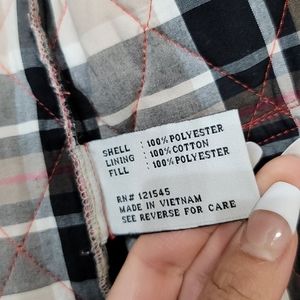 SHELL : 100% POLYESTER
LINING : 100% COTTON
FILL : 100% POLYESTER
RN# 121545
MADE IN VIETNAM
SEE REVERSE FOR CARE